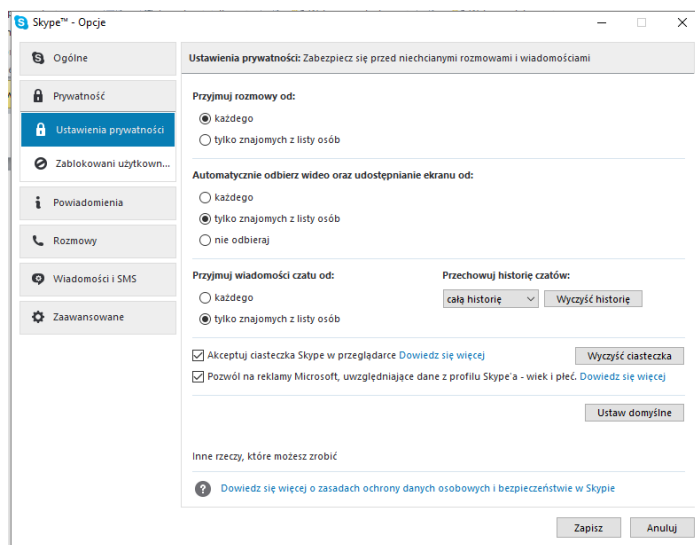 Skype™ - Opcje
Ogólne
Prywatność
Ustawienia prywatności
Zablokowani użytkown...
Powiadomienia
Rozmowy
Wiadomości i SMS
Zaawansowane
Ustawienia prywatności: Zabezpiecz się przed niechcianymi rozmowami i wiadomościami
Przyjmuj rozmowy od:
każdego
tylko znajomych z listy osób
Automatycznie odbierz wideo oraz udostępnianie ekranu od:
każdego
tylko znajomych z listy osób
nie odbieraj
Przyjmuj wiadomości czatu od:
każdego
tylko znajomych z listy osób
Przechowuj historię czatów:
całą historię Wyczyść historię
Akceptuj ciasteczka Skype w przeglądarce Dowiedz się więcej Wyczyść ciasteczka
Pozwól na reklamy Microsoft, uwzględniające dane z profilu Skype'a - wiek i płeć. Dowiedz się więcej
Ustaw domyślne
Inne rzeczy, które możesz zrobić
Dowiedz się więcej o zasadach ochrony danych osobowych i bezpieczeństwie w Skypie
Zapisz Anuluj